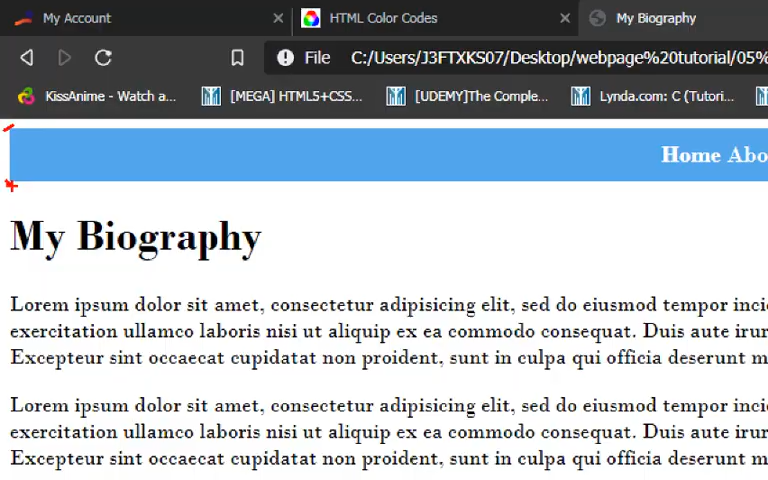 My Account
HTML Color Codes
My Biography
File C:/Users/J3FTXKS07/Desktop/webpage%20tutorial/05%
KissAnime - Watch a... [MEGA] HTML5+CSS... [UDEMY]The Comple... Lynda.com: C (Tutori...
Home Abo
My Biography
Lorem ipsum dolor sit amet, consectetur adipisicing elit, sed do eiusmod tempor inci
exercitation ullamco laboris nisi ut aliquip ex ea commodo consequat. Duis aute irur
Excepteur sint occaecat cupidatat non proident, sunt in culpa qui officia deserunt m
Lorem ipsum dolor sit amet, consectetur adipisicing elit, sed do eiusmod tempor inci
exercitation ullamco laboris nisi ut aliquip ex ea commodo consequat. Duis aute irur
Excepteur sint occaecat cupidatat non proident, sunt in culpa qui officia deserunt m